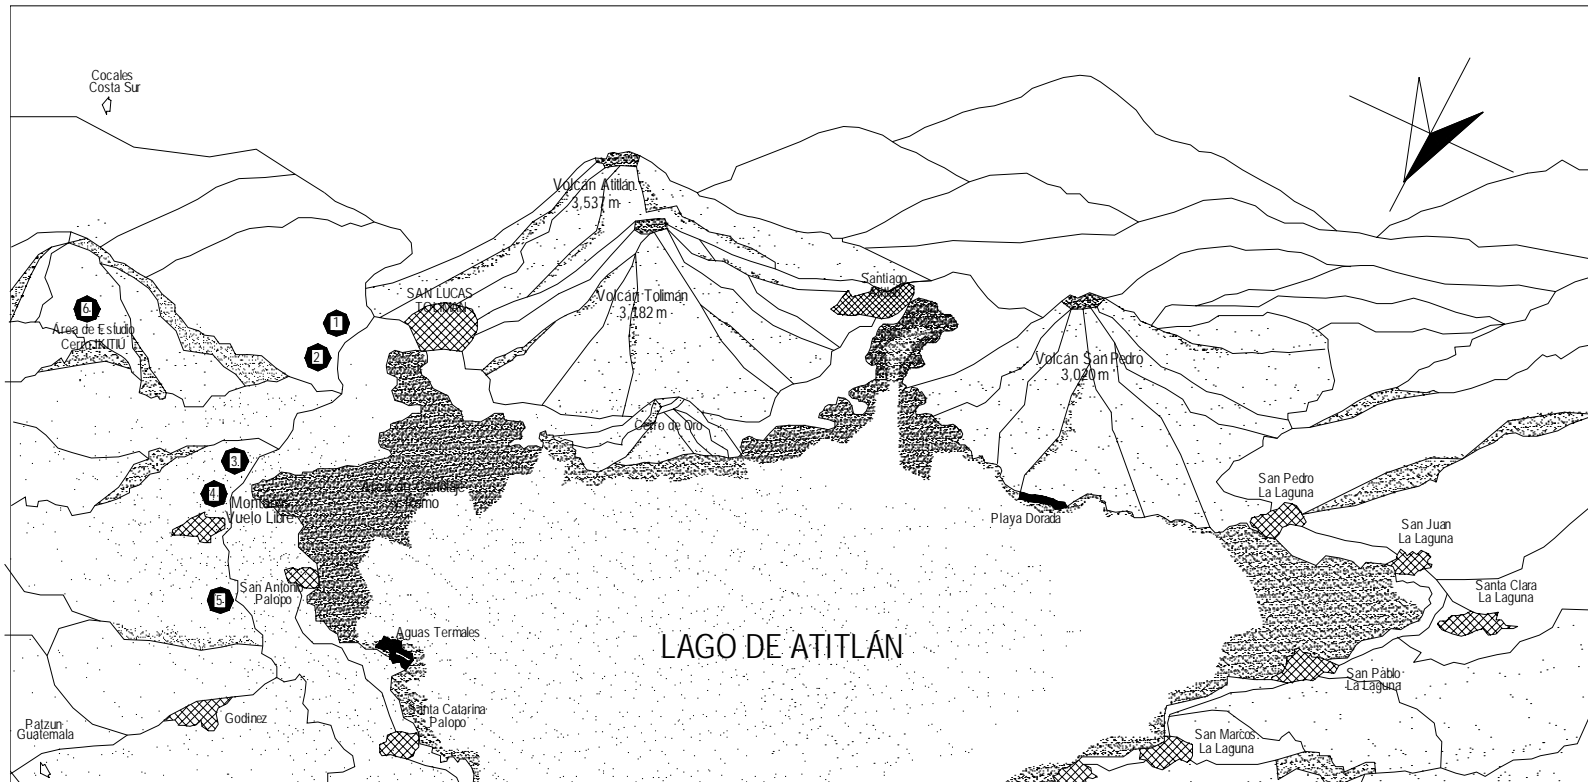 Cocales
Costa Sur
Volcán Atitlán
3,537 m
SAN LUCAS
TOLIMAN
Volcán Tolimán
3,182 m
Santiago
6
Área de Estudio
Cerro IKITIÚ
1
2
Volcán San Pedro
3,020 m
Cerro de Oro
3
4
Vuelo Libre
San Pedro
La Laguna
Playa Dorada
San Juan
La Laguna
5
San Antonio
Palopo
Santa Clara
La Laguna
Aguas Termales
LAGO DE ATITLÁN
San Pablo
La Laguna
Santa Catarina
Palopo
Godinez
Patzun
Guatemala
San Marcos
La Laguna